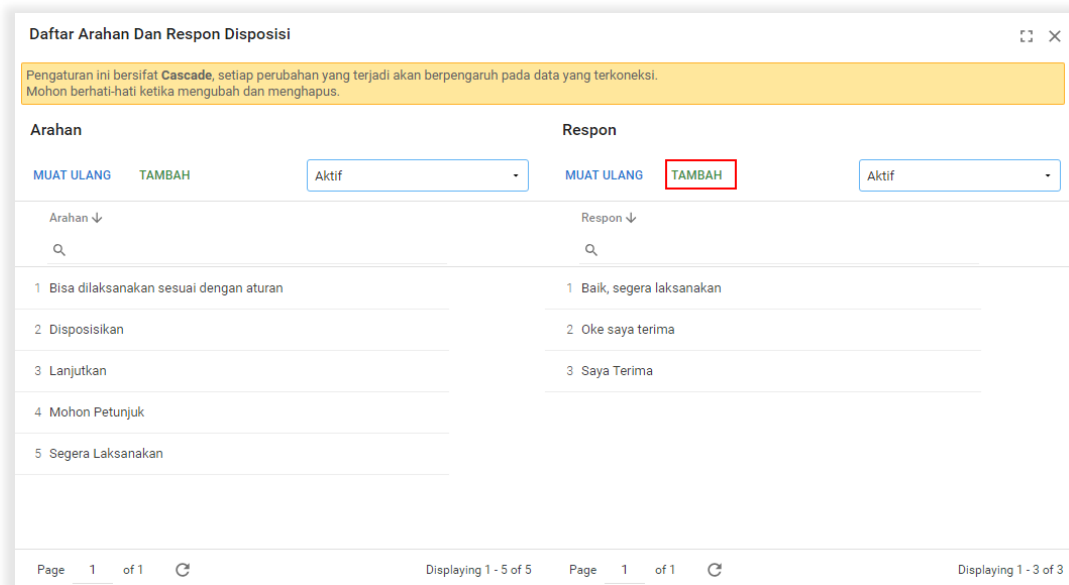 Daftar Arahan Dan Respon Disposisi
Pengaturan ini bersifat Cascade, setiap perubahan yang terjadi akan berpengaruh pada data yang terkoneksi.
Mohon berhati-hati ketika mengubah dan menghapus.
Arahan
MUAT ULANG TAMBAH Aktif
Arahan
1 Bisa dilaksanakan sesuai dengan aturan
2 Disposisikan
3 Lanjutkan
4 Mohon Petunjuk
5 Segera Laksanakan
Page 1 of 1 Displaying 1 - 5 of 5
Respon
MUAT ULANG TAMBAH Aktif
Respon
1 Baik, segera laksanakan
2 Oke saya terima
3 Saya Terima
Page 1 of 1 Displaying 1 - 3 of 3